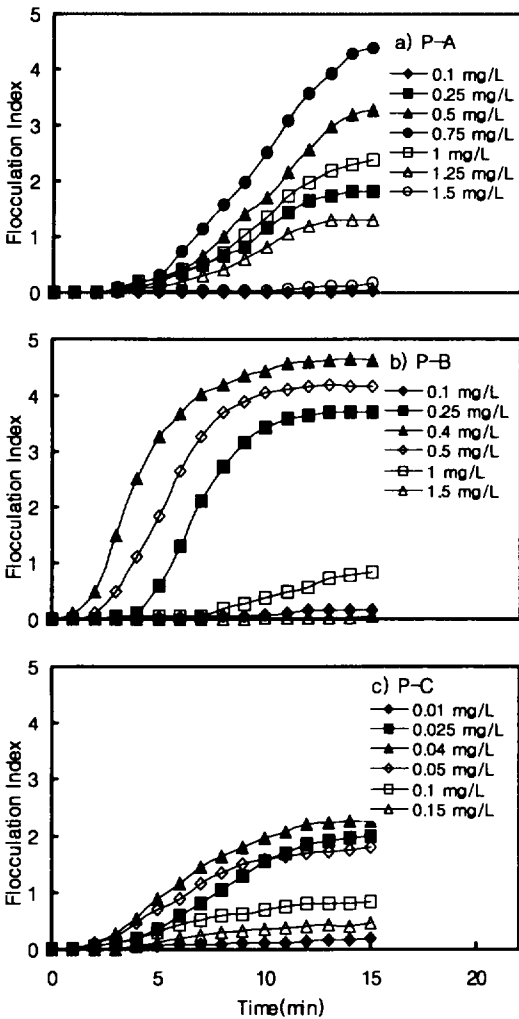 5
4
3
2
1
0
Flocculation Index
a) P-A
0.1 mg/L
0.25 mg/L
0.5 mg/L
0.75 mg/L
1 mg/L
1.25 mg/L
1.5 mg/L
5
4
3
2
1
0
Flocculation Index
b) P-B
0.1 mg/L
0.25 mg/L
0.4 mg/L
0.5 mg/L
1 mg/L
1.5 mg/L
5
4
3
2
1
0
Flocculation Index
c) P-C
0.01 mg/L
0.025 mg/L
0.04 mg/L
0.05 mg/L
0.1 mg/L
0.15 mg/L
0 5 10 15 20
Time(min)